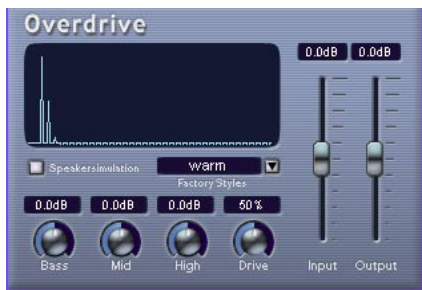 Overdrive
0.0dB 0.0dB
Speakersimulation
warm
Factory Styles
0.0dB 0.0dB 0.0dB 50%
Bass Mid High Drive Input Output